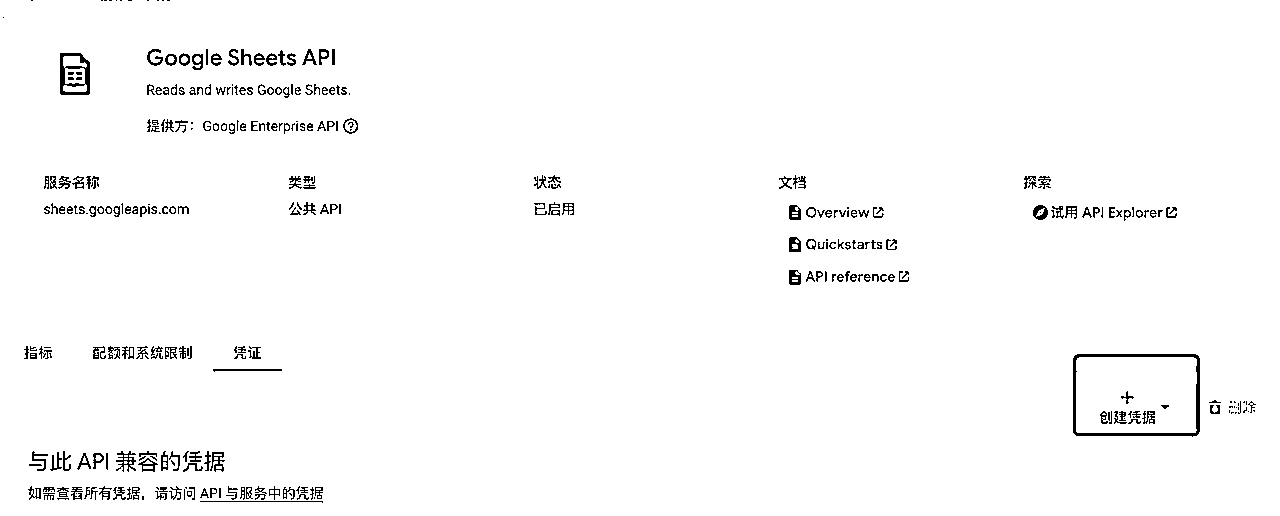 Google Sheets API
Reads and writes Google Sheets.
提供方：Google Enterprise API
服务名称 类型 状态 文档 探索
sheets.googleapis.com 公共 API 已启用 Overview 试用 API Explorer
Quickstarts
API reference
指标 配额和系统限制 凭证
创建凭据 删除
与此 API 兼容的凭据
如需查看所有凭据，请访问 API 与服务中的凭据